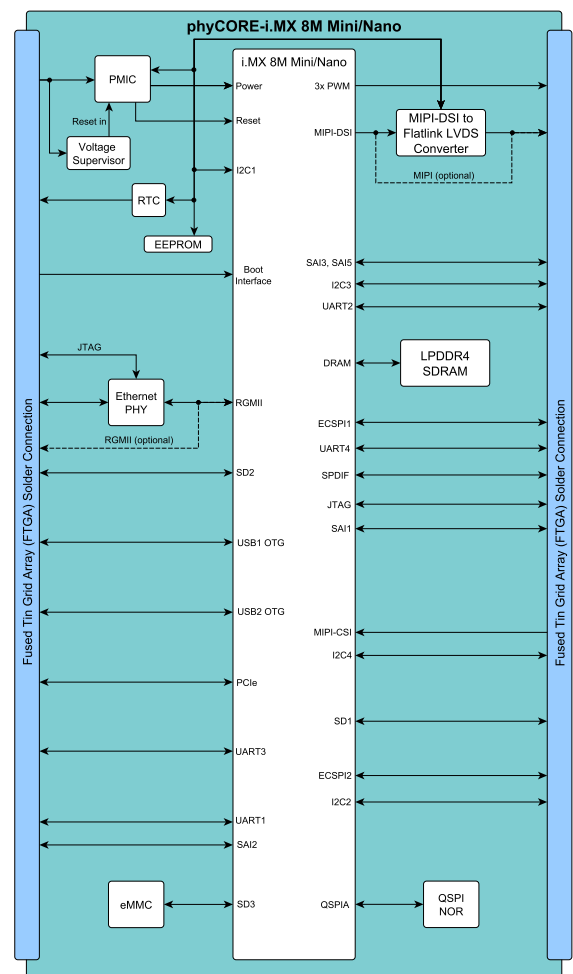 phyCORE-i.MX 8M Mini/Nano
i.MX 8M Mini/Nano
PMIC
Power
3x PWM
Reset in
Reset
MIPI-DSI
MIPI-DSI to
Flatlink LVDS
Converter
Voltage
Supervisor
I2C1
MIPI (optional)
RTC
EEPROM
SAI3, SAI5
Boot
Interface
I2C3
UART2
JTAG
DRAM
LPDDR4
SDRAM
Ethernet
PHY
RGMII
RGMII (optional)
ECSPI1
UART4
SD2
SPDIF
JTAG
SAI1
USB1 OTG
USB2 OTG
MIPI-CSI
I2C4
PCIe
SD1
UART3
ECSPI2
I2C2
UART1
SAI2
eMMC
SD3
QSPIA
QSPI
NOR
Fused Tin Grid Array (FTGA) Solder Connection
Fused Tin Grid Array (FTGA) Solder Connection